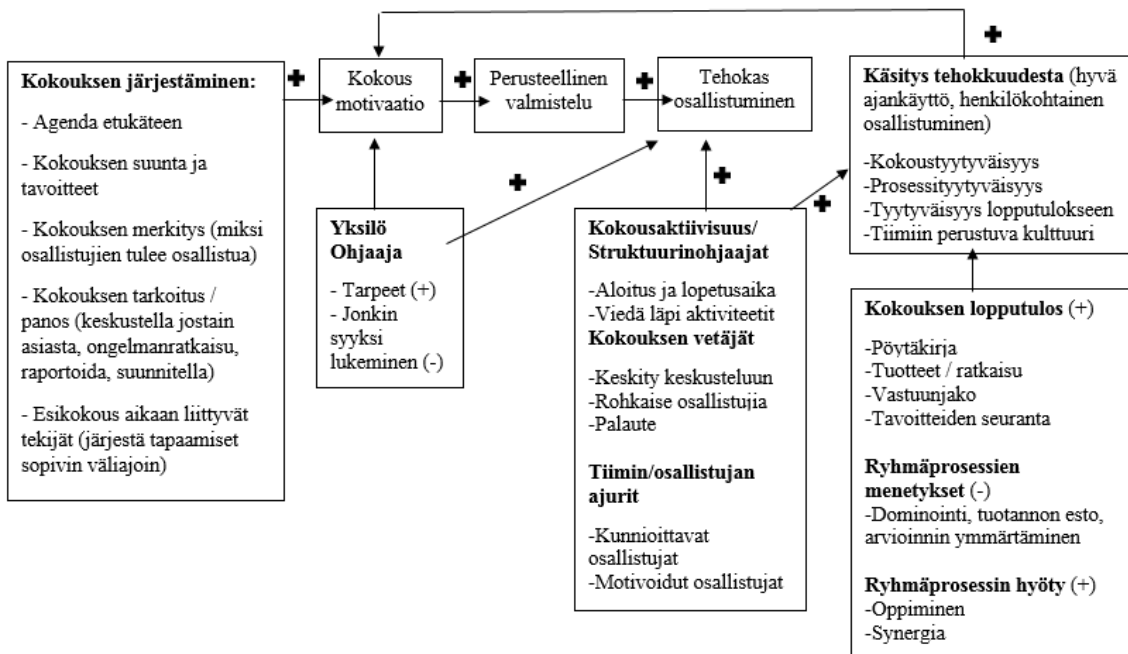 Kokouksen järjestäminen:
- Agenda etukäteen
- Kokouksen suunta ja
tavoitteet
- Kokouksen merkitys (miksi
osallistujien tulee osallistua)
- Kokouksen tarkoitus /
panos (keskustella jostain
asiasta, ongelmanratkaisu,
raportoida, suunnitella)
- Esikokous aikaan liittyvät
tekijät (järjestä tapaamiset
sopivin väliajoin)
Kokous
motivaatio
Perusteellinen
valmistelu
Tehokas
osallistuminen
Yksilö
Ohjaaja
- Tarpeet (+)
- Jonkin
syyksi
lukeminen (-)
Kokousaktiivisuus/
Struktuurinohjaajat
-Aloitus ja lopetusaika
-Viedä läpi aktiviteetit
Kokouksen vetäjät
-Keskity keskusteluun
-Rohkaise osallistujia
-Palaute
Tiimin/osallistujan
ajurit
-Kunnioittavat
osallistujat
-Motivoidut osallistujat
Käsitys tehokkuudesta (hyvä
ajankäyttö, henkilökohtainen
osallistuminen)
-Kokoustyytyväisyys
-Prosessityytyväisyys
-Tyytyväisyys lopputulokseen
-Tiimiin perustuva kulttuuri
Kokouksen lopputulos (+)
-Pöytäkirja
-Tuotteet / ratkaisu
-Vastuunjako
-Tavoitteiden seuranta
Ryhmäprosessien
menetykset (-)
-Dominointi, tuotannon esto,
arvioinnin ymmärtäminen
Ryhmäprosessin hyöty (+)
-Oppiminen
-Synergia